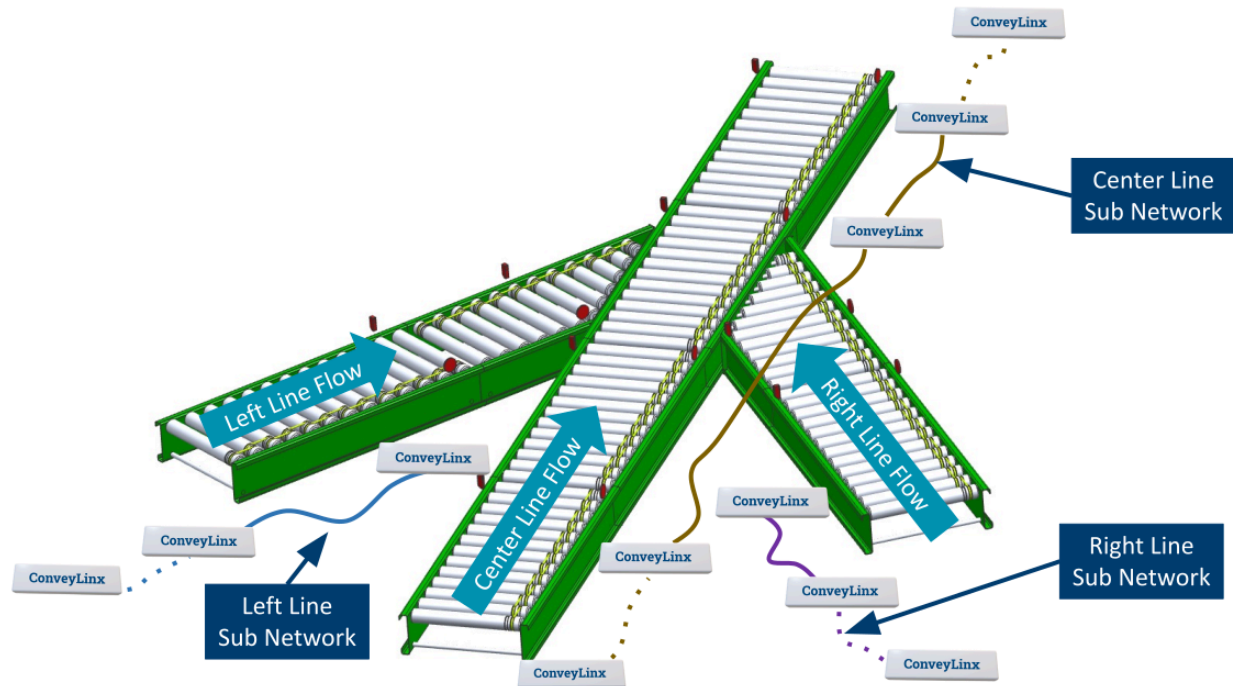 ConveyLinx
ConveyLinx
Center Line
Sub Network
ConveyLinx
Left Line Flow
Right Line Flow
ConveyLinx
Center Line Flow
ConveyLinx
ConveyLinx
ConveyLinx
Right Line
Sub Network
ConveyLinx
ConveyLinx
Left Line
Sub Network
ConveyLinx
ConveyLinx